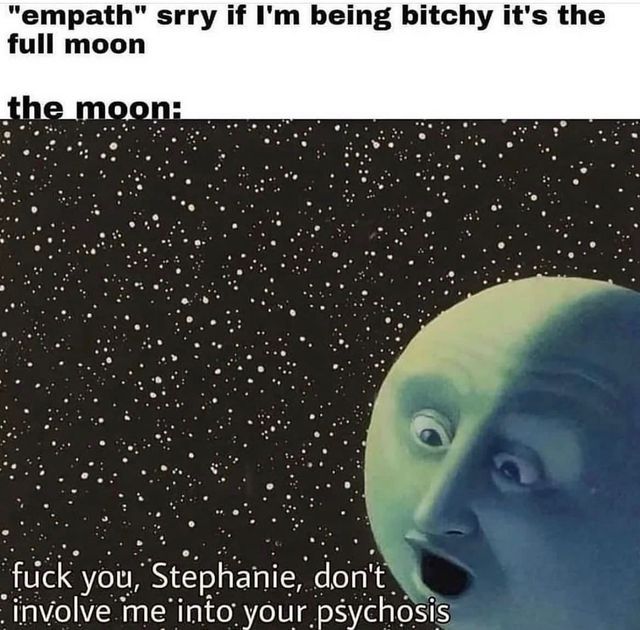 "empath" srry if I'm being bitchy it's the
full moon
the moon:
fuck you, Stephanie, don't
involve me into your psychosis